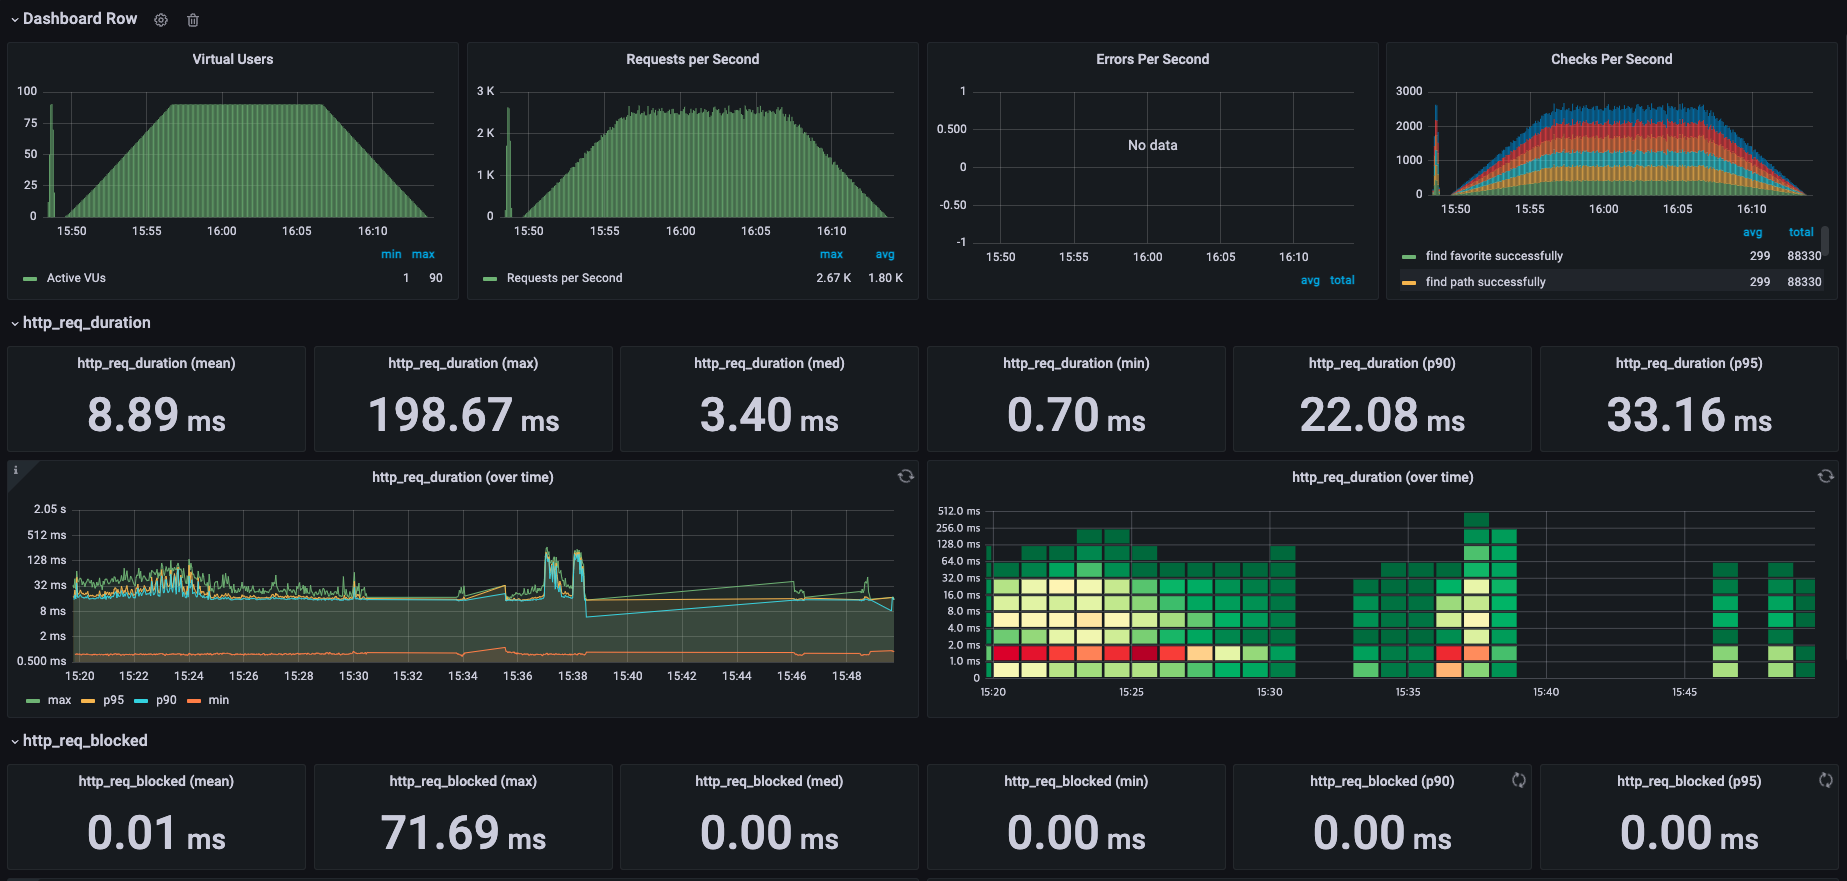 Dashboard Row
Virtual Users
100
75
50
25
0
15:50 15:55 16:00 16:05 16:10
min max
Active VUs 1 90
Requests per Second
3 K
2 K
1 K
0
15:50 15:55 16:00 16:05 16:10
max avg
Requests per Second 2.67 K 1.80 K
Errors Per Second
1
0.500
0
-0.50
-1
No data
15:50 15:55 16:00 16:05 16:10
avg total
Checks Per Second
3000
2000
1000
0
15:50 15:55 16:00 16:05 16:10
avg total
find favorite successfully 299 88330
find path successfully 299 88330
http_req_duration
http_req_duration (mean)
8.89 ms
http_req_duration (max)
198.67 ms
http_req_duration (med)
3.40 ms
http_req_duration (min)
0.70 ms
http_req_duration (p90)
22.08 ms
http_req_duration (p95)
33.16 ms
i
http_req_duration (over time)
2.05 s
512 ms
128 ms
32 ms
8 ms
2 ms
0.500 ms
15:20 15:22 15:24 15:26 15:28 15:30 15:32 15:34 15:36 15:38 15:40 15:42 15:44 15:46 15:48
max p95 p90 min
http_req_duration (over time)
512.0 ms
256.0 ms
128.0 ms
64.0 ms
32.0 ms
16.0 ms
8.0 ms
4.0 ms
2.0 ms
1.0 ms
0
15:20 15:25 15:30 15:35 15:40 15:45
http_req_blocked
http_req_blocked (mean)
0.01 ms
http_req_blocked (max)
71.69 ms
http_req_blocked (med)
0.00 ms
http_req_blocked (min)
0.00 ms
http_req_blocked (p90)
0.00 ms
http_req_blocked (p95)
0.00 ms